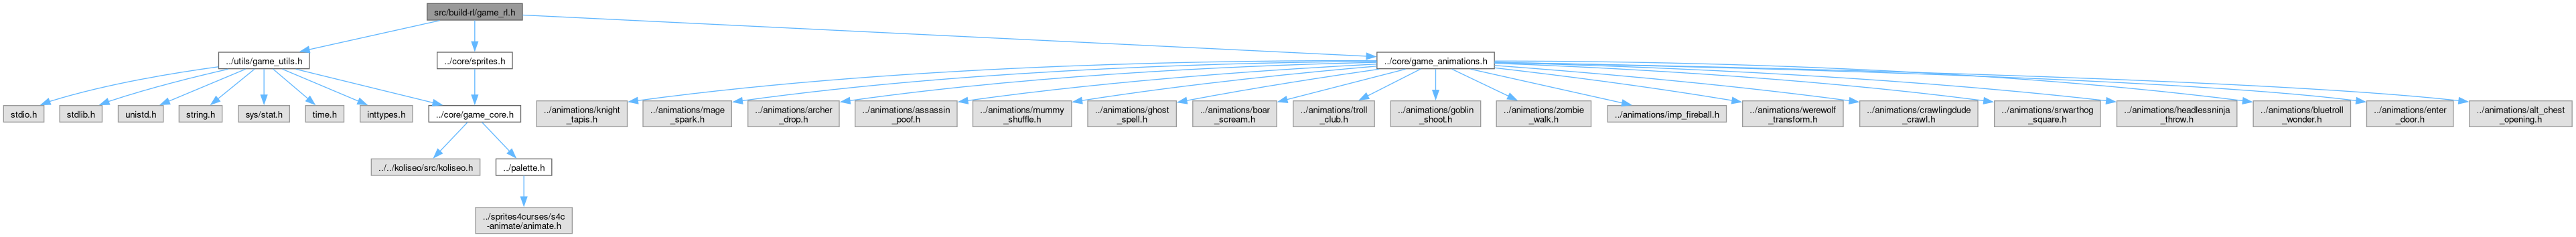 src/build-rl/game_rl.h
../utils/game_utils.h
../core/sprites.h
../core/game_animations.h
stdio.h
stdlib.h
unistd.h
string.h
sys/stat.h
time.h
inttypes.h
../core/game_core.h
../animations/knight
_tapis.h
../animations/mage
_spark.h
../animations/archer
_drop.h
../animations/assassin
_poof.h
../animations/mummy
_shuffle.h
../animations/ghost
_spell.h
../animations/boar
_scream.h
../animations/troll
_club.h
../animations/goblin
_shoot.h
../animations/zombie
_walk.h
../animations/imp_fireball.h
../animations/werewolf
_transform.h
../animations/crawlingdude
_crawl.h
../animations/srwarthog
_square.h
../animations/headlessninja
_throw.h
../animations/bluetroll
_wonder.h
../animations/enter
_door.h
../animations/alt_chest
_opening.h
../../koliseo/src/koliseo.h
../palette.h
../sprites4curses/s4c
-animate/animate.h